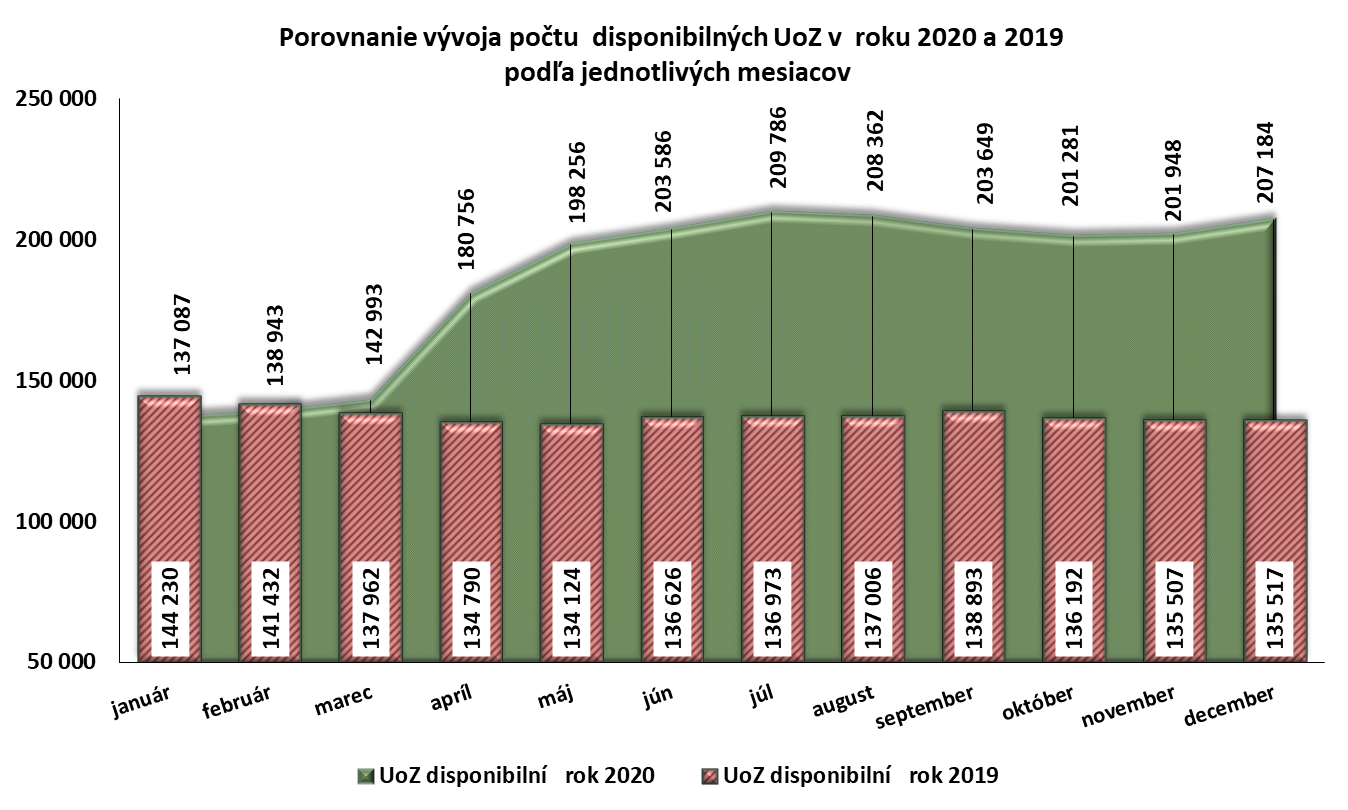 Porovnanie vývoja počtu disponibilných UoZ v roku 2020 a 2019
podľa jednotlivých mesiacov
250 000
200 000
150 000
100 000
50 000
137 087
138 943
142 993
180 756
198 256
203 586
209 786
208 362
203 649
201 281
201 948
207 184
144 230
141 432
137 962
134 790
134 124
136 626
136 973
137 006
138 893
136 192
135 507
135 517
január
február
marec
apríl
máj
jún
júl
august
september
október
november
december
UoZ disponibilní rok 2020
UoZ disponibilní rok 2019